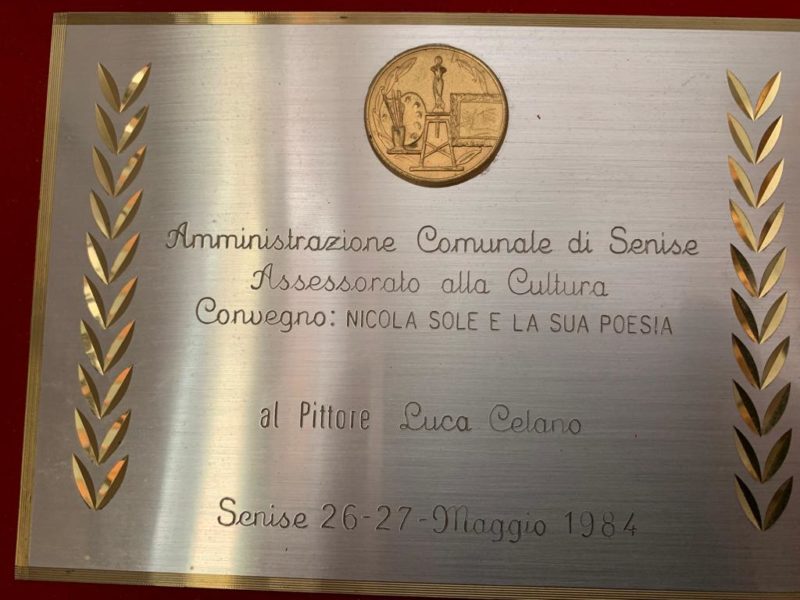 Amministrazione Comunale di Senise
Assessorato alla Cultura
Convegno: NICOLA SOLE E LA SUA POESIA
al Pittore Luca Celano
Senise 26-27-Maggio 1984